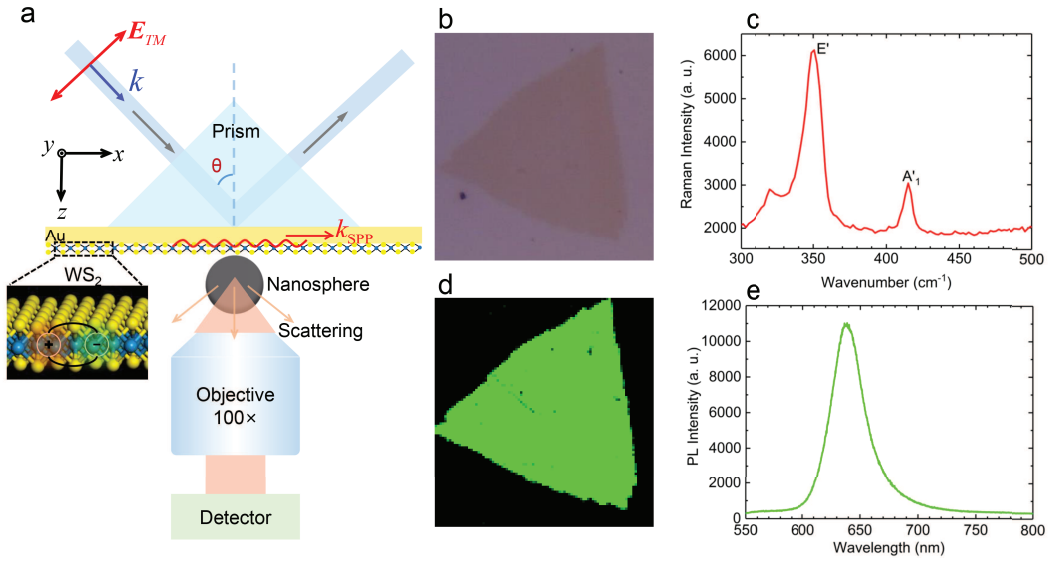 a
E_TM
k
Prism
θ
y
x
z
Au
k_SPP
WS₂
+
−
Nanosphere
Scattering
Objective
100×
Detector
b
c
6000
5000
4000
3000
2000
E'
A'₁
Raman Intensity (a. u.)
300
350
400
450
500
Wavenumber (cm⁻¹)
d
e
12000
10000
8000
6000
4000
2000
0
PL Intensity (a. u.)
550
600
650
700
750
800
Wavelength (nm)